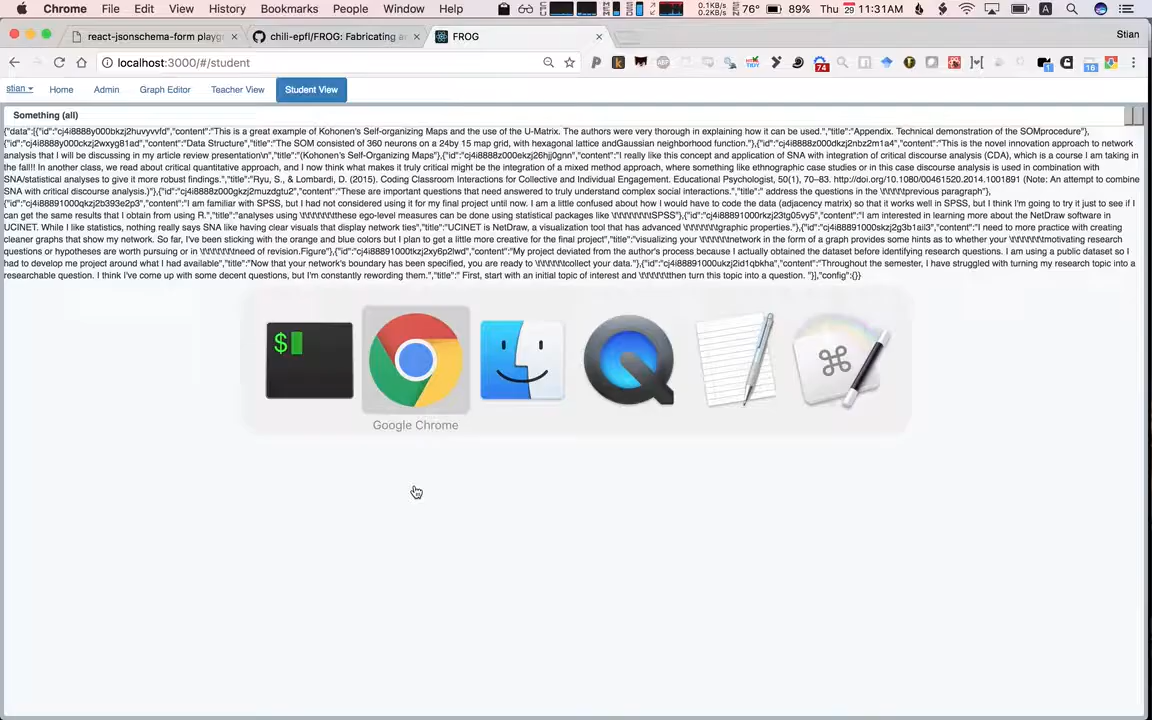 Chrome File Edit View History Bookmarks People Window Help 0.1KB/s 0.2KB/s 76° 89% Thu 29 11:31AM
react-jsonschema-form playg × chili-epfl/FROG: Fabricating a × FROG × Stian
localhost:3000/#/student 74 1 16
stian Home Admin Graph Editor Teacher View Student View
Something (all)
{"data":[{"id":"cj4i8888y000bkzj2huvyvvfd","content":"This is a great example of Kohonen's Self-organizing Maps and the use of the U-Matrix. The authors were very thorough in explaining how it can be used.","title":"Appendix. Technical demonstration of the SOMprocedure"},
{"id":"cj4i8888y000ckzj2wxyg81ad","content":"Data Structure","title":"The SOM consisted of 360 neurons on a 24by 15 map grid, with hexagonal lattice andGaussian neighborhood function."},{"id":"cj4i8888z000dkzj2nbz2m1a4","content":"This is the novel innovation approach to network
analysis that I will be discussing in my article review presentation\n","title":"(Kohonen's Self-Organizing Maps"},{"id":"cj4i8888z000ekzj26hjj0gnn","content":"I really like this concept and application of SNA with integration of critical discourse analysis (CDA), which is a course I am taking in
the fall!! In another class, we read about critical quantitative approach, and I now think what makes it truly critical might be the integration of a mixed method approach, where something like ethnographic case studies or in this case discourse analysis is used in combination with
SNA/statistical analyses to give it more robust findings.","title":"Ryu, S., & Lombardi, D. (2015). Coding Classroom Interactions for Collective and Individual Engagement. Educational Psychologist, 50(1), 70–83. http://doi.org/10.1080/00461520.2014.1001891 (Note: An attempt to combine
SNA with critical discourse analysis.)"},{"id":"cj4i8888z000gkzj2muzdgtu2","content":"These are important questions that need answered to truly understand complex social interactions.","title":" address the questions in the \t\t\t\t\t\tprevious paragraph"},
{"id":"cj4i88891000qkzj2b393e2p3","content":"I am familiar with SPSS, but I had not considered using it for my final project until now. I am a little confused about how I would have to code the data (adjacency matrix) so that it works well in SPSS, but I think I'm going to try it just to see if I
can get the same results that I obtain from using R.","title":"analyses using \t\t\t\t\t\t\tthese ego-level measures can be done using statistical packages like \t\t\t\t\t\t\tSPSS"},{"id":"cj4i88891000rkzj23tg05vy5","content":"I am interested in learning more about the NetDraw software in
UCINET. While I like statistics, nothing really says SNA like having clear visuals that display network ties","title":"UCINET is NetDraw, a visualization tool that has advanced \t\t\t\t\t\t\tgraphic properties."},{"id":"cj4i88891000skzj2g3b1ail3","content":"I need to more practice with creating
cleaner graphs that show my network. So far, I've been sticking with the orange and blue colors but I plan to get a little more creative for the final project","title":"visualizing your \t\t\t\t\t\t\tnetwork in the form of a graph provides some hints as to whether your \t\t\t\t\t\t\tmotivating research
questions or hypotheses are worth pursuing or in \t\t\t\t\t\t\tneed of revision.Figure"},{"id":"cj4i88891000tkzj2xy6p2lwd","content":"My project deviated from the author's process because I actually obtained the dataset before identifying research questions. I am using a public dataset so I
had to develop me project around what I had available","title":"Now that your network's boundary has been specified, you are ready to \t\t\t\t\t\tcollect your data."},{"id":"cj4i88891000ukzj2id1qbkha","content":"Throughout the semester, I have struggled with turning my research topic into a
researchable question. I think I've come up with some decent questions, but I'm constantly rewording them.","title":" First, start with an initial topic of interest and \t\t\t\t\t\tthen turn this topic into a question. "}],"config":{}}
$
Google Chrome